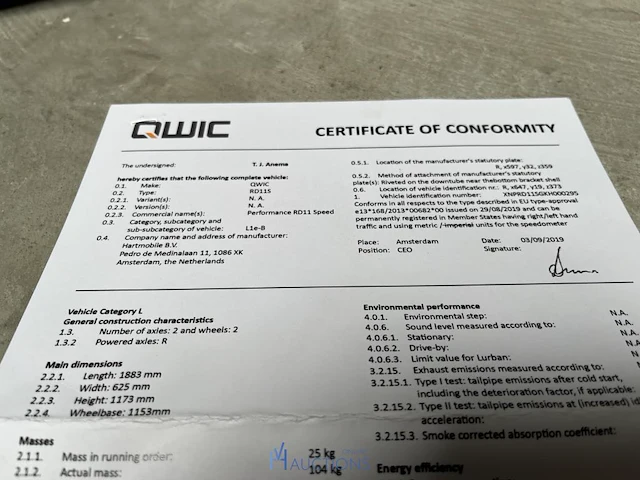 QWIC
CERTIFICATE OF CONFORMITY
The undersigned: T. J. Anema
hereby certifies that the following complete vehicle:
0.1. Make: QWIC
0.2. Type: RD11S
0.2.1. Variant(s): N. A.
0.2.2. Version(s): N. A.
0.2.3. Commercial name(s): Performance RD11 Speed
0.3. Category, subcategory and
sub-subcategory of vehicle: L1e-B
0.4. Company name and address of manufacturer:
Hartmobile B.V.
Pedro de Medinalaan 11, 1086 XK
Amsterdam, the Netherlands
0.5.1. Location of the manufacturer's statutory plate:
R, x597, y32, z359
0.5.2. Method of attachment of manufacturer's statutory
plate(s): Riveted on the downtube near thebottom bracket shell
0.6. Location of vehicle identification nr.: R, x647, y19, z373
1. Vehicle identification number:
Conforms in all respects to the type described in EU type-approval
e13*168/2013*00682*00 issued on 29/08/2019 and can be
permanently registered in Member States having right/left hand
traffic and using metric /imperial units for the speedometer
Place: Amsterdam Date: 03/09/2019
Position: CEO Signature:
Vehicle Category L
General construction characteristics
1.3. Number of axles: 2 and wheels: 2
1.3.2 Powered axles: R
Main dimensions
2.2.1. Length: 1883 mm
2.2.2. Width: 625 mm
2.2.3. Height: 1173 mm
2.2.4. Wheelbase: 1153mm
Masses
2.1.1. Mass in running order: 25 kg
2.1.2. Actual mass: 104 kg
Environmental performance
4.0.1. Environmental step: N.A.
4.0.6. Sound level measured according to: N.A.
4.0.6.1. Stationary: N.A.
4.0.6.2. Drive-by: N.A.
4.0.6.3. Limit value for Lurban: N.A.
3.2.15. Exhaust emissions measured according to:
3.2.15.1. Type I test: tailpipe emissions after cold start,
including the deterioration factor, if applicable:
3.2.15.2. Type II test: tailpipe emissions at (increased)
acceleration:
3.2.15.3. Smoke corrected absorption coefficient:
Energy efficiency
AUCTIONS